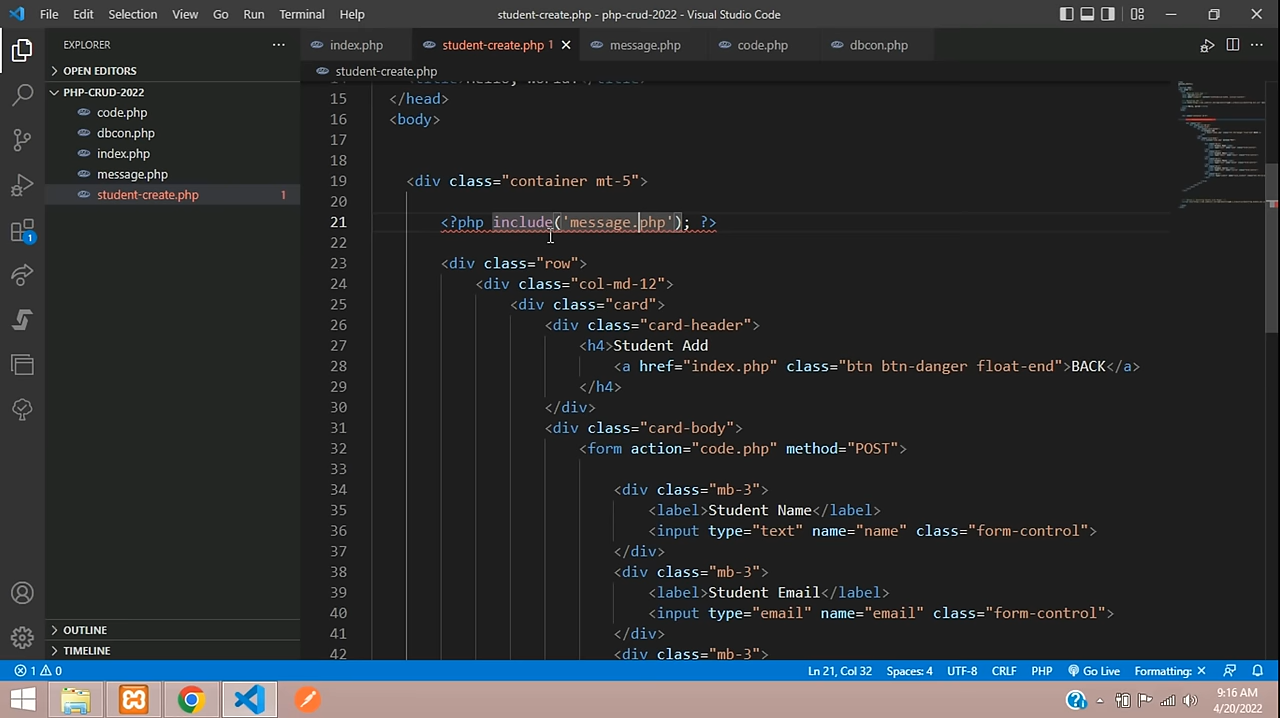 File Edit Selection View Go Run Terminal Help student-create.php - php-crud-2022 - Visual Studio Code
EXPLORER
OPEN EDITORS
PHP-CRUD-2022
code.php
dbcon.php
index.php
message.php
student-create.php 1
1
OUTLINE
TIMELINE
index.php student-create.php 1 message.php code.php dbcon.php
student-create.php
15 </head>
16 <body>
17
18
19 <div class="container mt-5">
20
21 <?php include('message.php'); ?>
22
23 <div class="row">
24 <div class="col-md-12">
25 <div class="card">
26 <div class="card-header">
27 <h4>Student Add
28 <a href="index.php" class="btn btn-danger float-end">BACK</a>
29 </h4>
30 </div>
31 <div class="card-body">
32 <form action="code.php" method="POST">
33
34 <div class="mb-3">
35 <label>Student Name</label>
36 <input type="text" name="name" class="form-control">
37 </div>
38 <div class="mb-3">
39 <label>Student Email</label>
40 <input type="email" name="email" class="form-control">
41 </div>
42 <div class="mb-3">
1 0 Ln 21, Col 32 Spaces: 4 UTF-8 CRLF PHP Go Live Formatting: ×
9:16 AM
4/20/2022